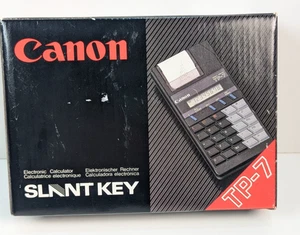 Canon
Canon
Electronic Calculator
Elektronischer Rechner
Calculatrice électronique
Calculadora electrónica
SLANT KEY
TP-7